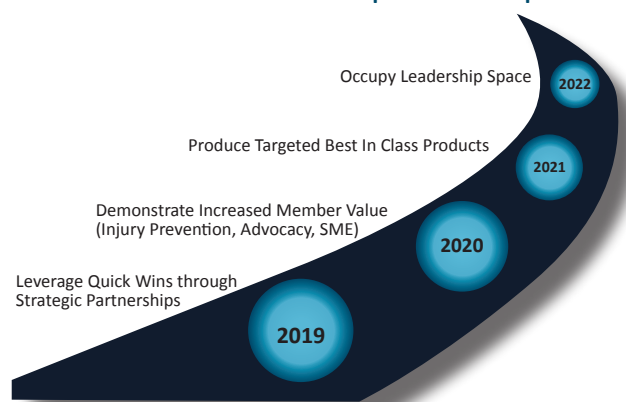 Occupy Leadership Space
2022
Produce Targeted Best In Class Products
2021
Demonstrate Increased Member Value
(Injury Prevention, Advocacy, SME)
2020
Leverage Quick Wins through
Strategic Partnerships
2019